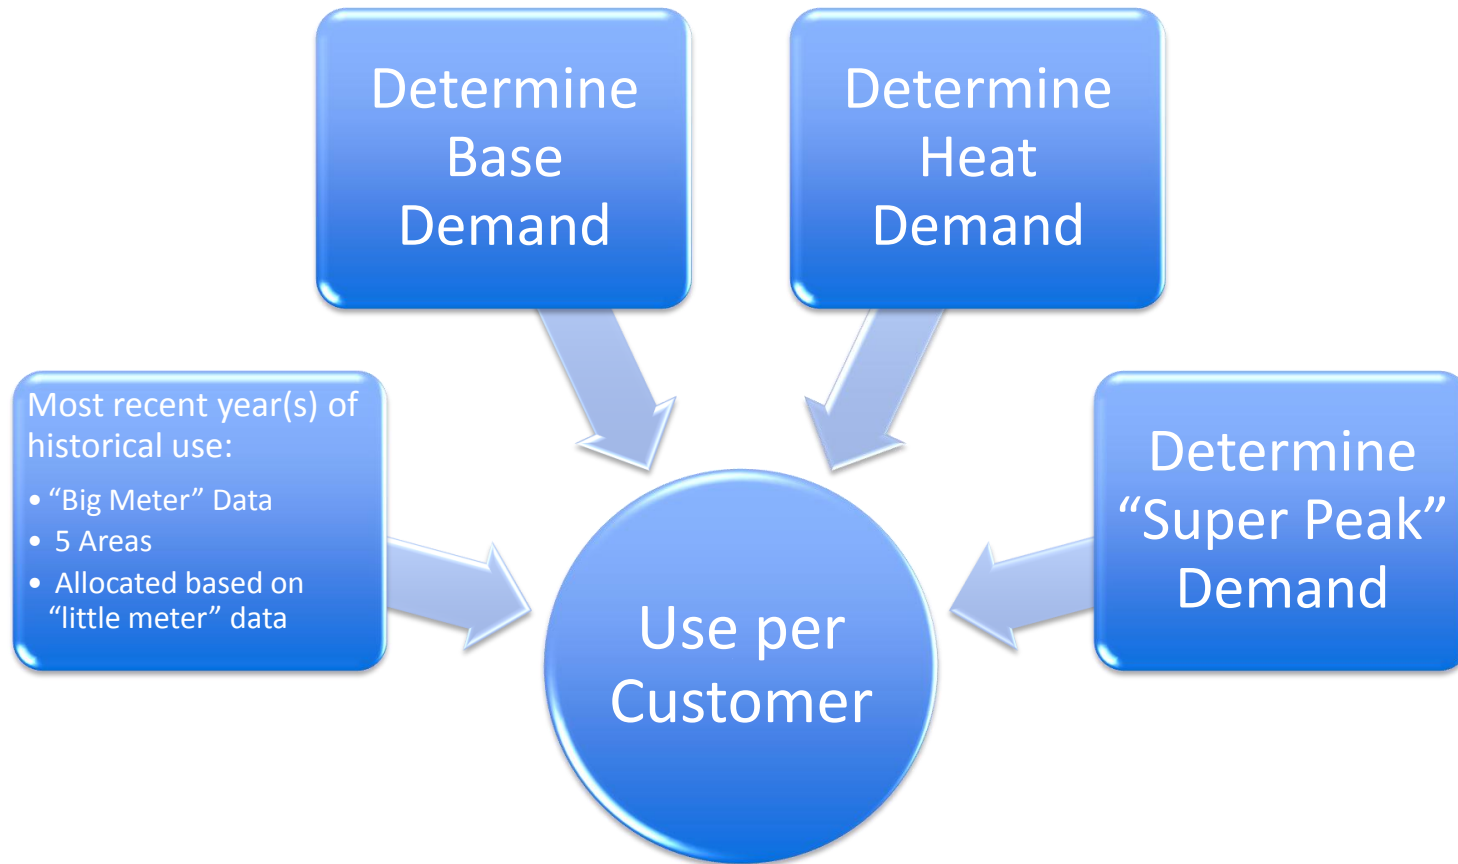 Determine
Base
Demand
Determine
Heat
Demand
Most recent year(s) of
historical use:
• “Big Meter” Data
• 5 Areas
• Allocated based on
“little meter” data
Determine
“Super Peak”
Demand
Use per
Customer